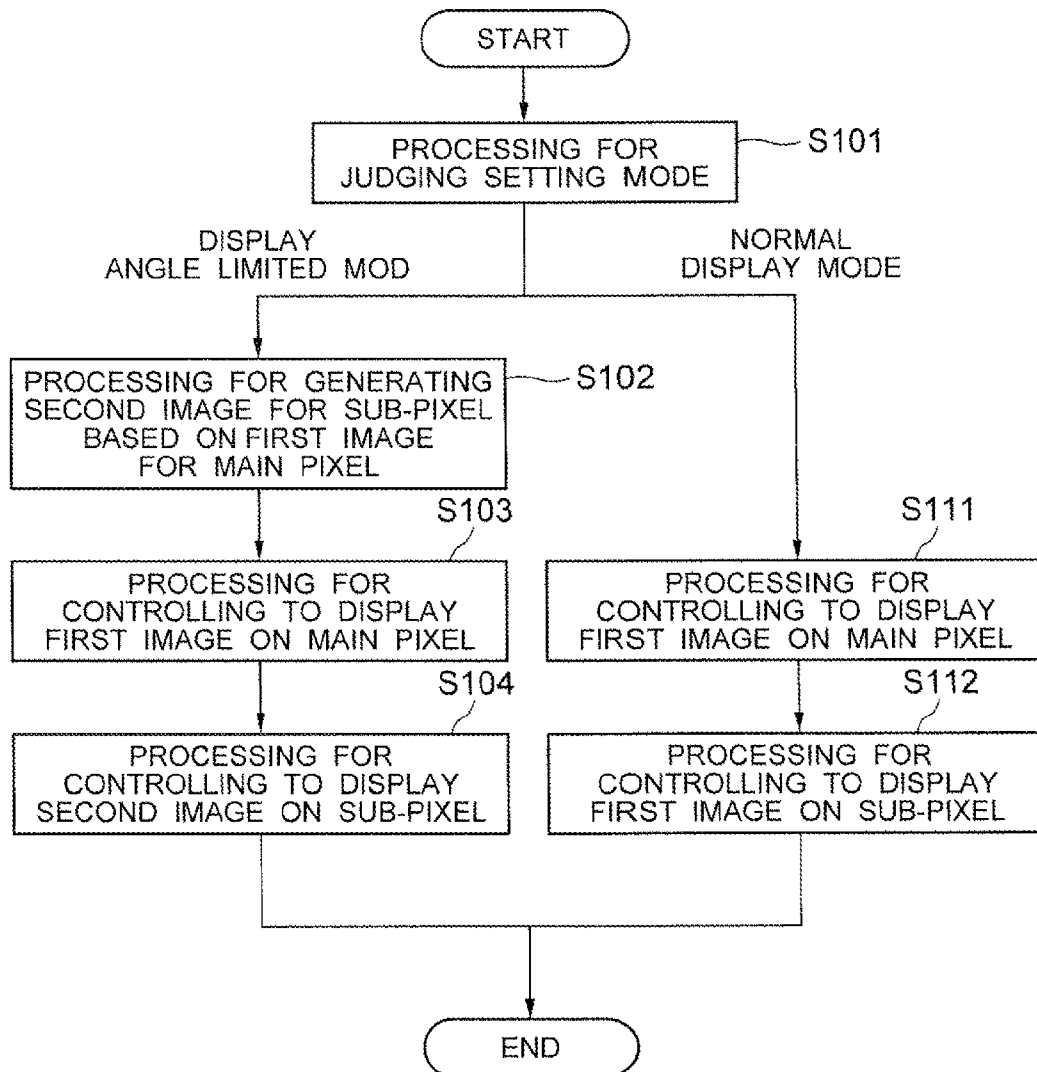 START
PROCESSING FOR
JUDGING SETTING MODE
S101
DISPLAY
ANGLE LIMITED MOD
NORMAL
DISPLAY MODE
PROCESSING FOR GENERATING
SECOND IMAGE FOR SUB-PIXEL
BASED ON FIRST IMAGE
FOR MAIN PIXEL
S102
S103
PROCESSING FOR
CONTROLLING TO DISPLAY
FIRST IMAGE ON MAIN PIXEL
S111
PROCESSING FOR
CONTROLLING TO DISPLAY
FIRST IMAGE ON MAIN PIXEL
S104
PROCESSING FOR
CONTROLLING TO DISPLAY
SECOND IMAGE ON SUB-PIXEL
S112
PROCESSING FOR
CONTROLLING TO DISPLAY
FIRST IMAGE ON SUB-PIXEL
END